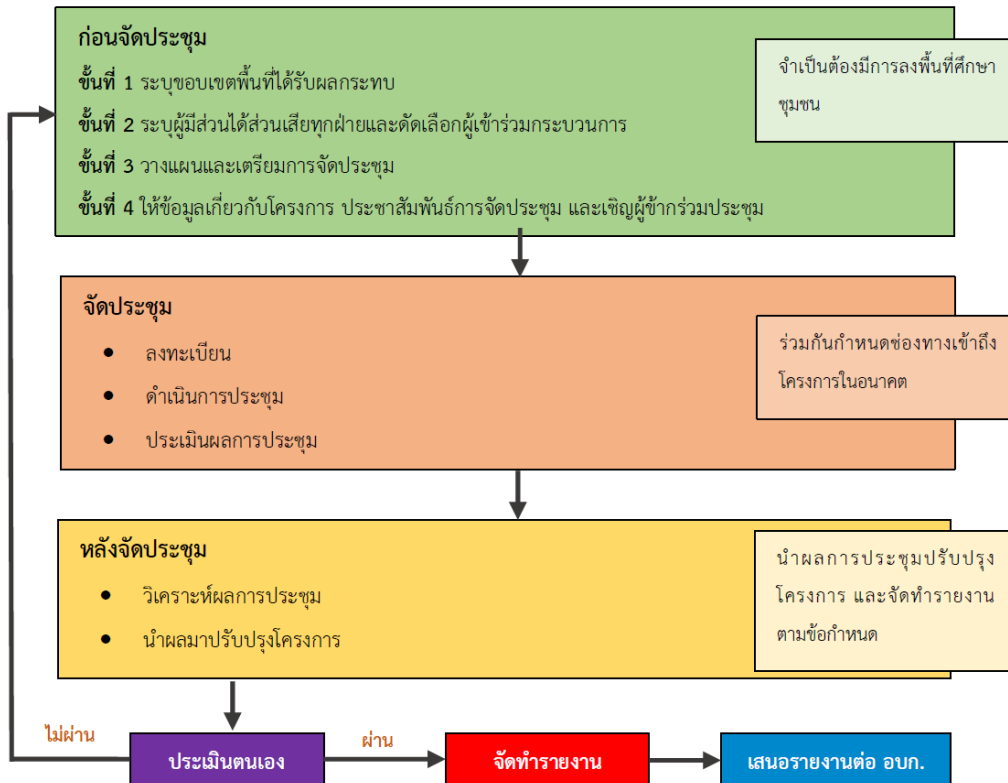 ก่อนจัดประชุม
ขั้นที่ 1 ระบุขอบเขตพื้นที่ได้รับผลกระทบ
ขั้นที่ 2 ระบุผู้มีส่วนได้ส่วนเสียทุกฝ่ายและคัดเลือกผู้เข้าร่วมกระบวนการ
ขั้นที่ 3 วางแผนและเตรียมการจัดประชุม
ขั้นที่ 4 ให้ข้อมูลเกี่ยวกับโครงการ ประชาสัมพันธ์การจัดประชุม และเชิญผู้ข้ากร่วมประชุม
จำเป็นต้องมีการลงพื้นที่ศึกษา
ชุมชน
จัดประชุม
• ลงทะเบียน
• ดำเนินการประชุม
• ประเมินผลการประชุม
ร่วมกันกำหนดช่องทางเข้าถึง
โครงการในอนาคต
หลังจัดประชุม
• วิเคราะห์ผลการประชุม
• นำผลมาปรับปรุงโครงการ
นำผลการประชุมปรับปรุง
โครงการ และจัดทำรายงาน
ตามข้อกำหนด
ไม่ผ่าน
ประเมินตนเอง
ผ่าน
จัดทำรายงาน
เสนอรายงานต่อ อบก.